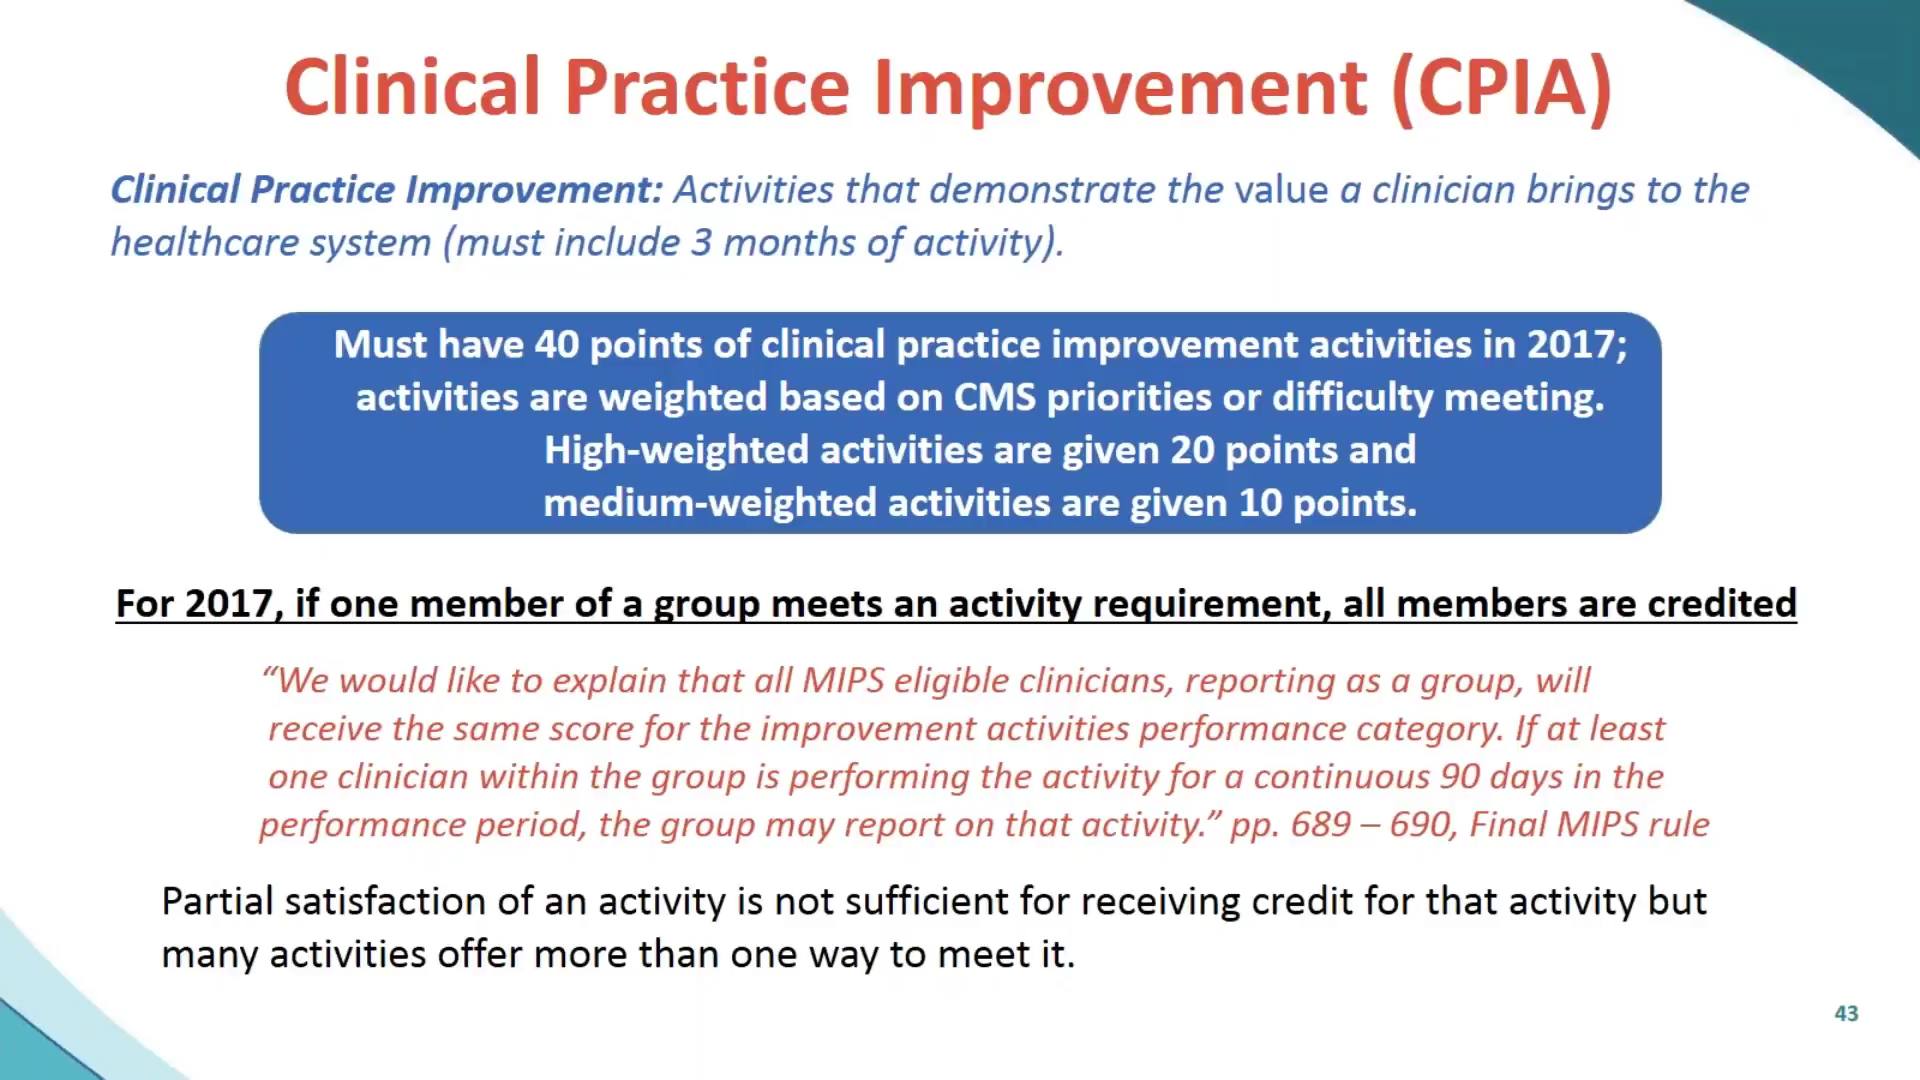 Clinical Practice Improvement (CPIA)
Clinical Practice Improvement: Activities that demonstrate the value a clinician brings to the
healthcare system (must include 3 months of activity).
Must have 40 points of clinical practice improvement activities in 2017;
activities are weighted based on CMS priorities or difficulty meeting.
High-weighted activities are given 20 points and
medium-weighted activities are given 10 points.
For 2017, if one member of a group meets an activity requirement, all members are credited
“We would like to explain that all MIPS eligible clinicians, reporting as a group, will
receive the same score for the improvement activities performance category. If at least
one clinician within the group is performing the activity for a continuous 90 days in the
performance period, the group may report on that activity.” pp. 689 – 690, Final MIPS rule
Partial satisfaction of an activity is not sufficient for receiving credit for that activity but
many activities offer more than one way to meet it.
43